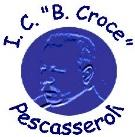 I. C. "B. Croce"
Pescasseroli